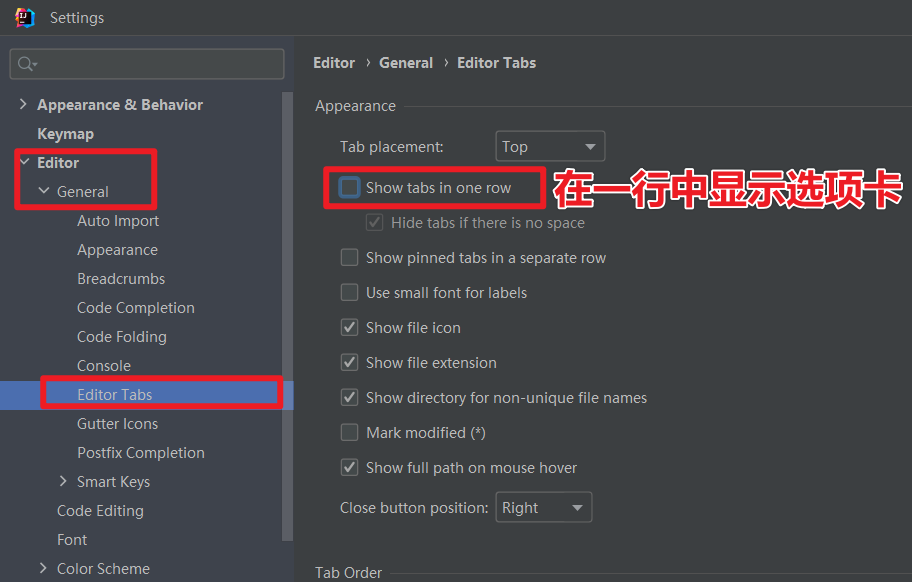 Settings
Appearance & Behavior
Keymap
Editor
General
Auto Import
Appearance
Breadcrumbs
Code Completion
Code Folding
Console
Editor Tabs
Gutter Icons
Postfix Completion
Smart Keys
Code Editing
Font
Color Scheme
Editor › General › Editor Tabs
Appearance
Tab placement: Top
Show tabs in one row 在一行中显示选项卡
Hide tabs if there is no space
Show pinned tabs in a separate row
Use small font for labels
Show file icon
Show file extension
Show directory for non-unique file names
Mark modified (*)
Show full path on mouse hover
Close button position: Right
Tab Order